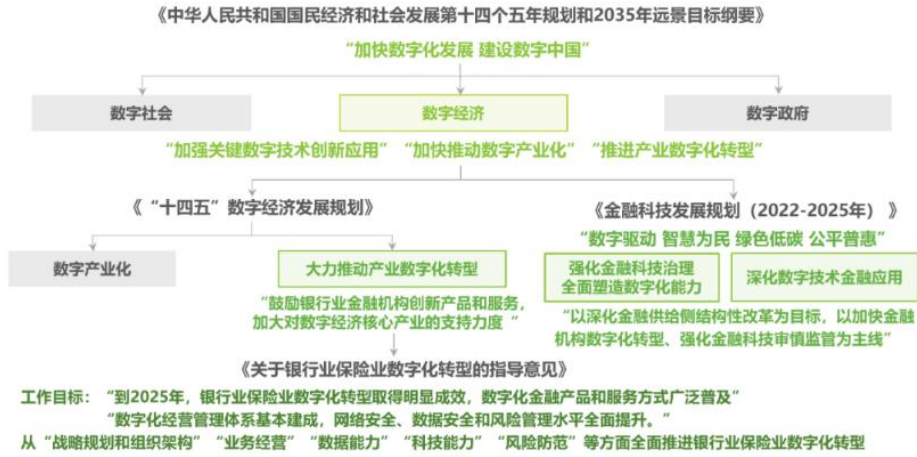 《中华人民共和国国民经济和社会发展第十四个五年规划和2035年远景目标纲要》
“加快数字化发展 建设数字中国”
数字社会
数字经济
数字政府
“加强关键数字技术创新应用” “加快推动数字产业化” “推进产业数字化转型”
《“十四五”数字经济发展规划》
《金融科技发展规划（2022-2025年）》
“数字驱动 智慧为民 绿色低碳 公平普惠”
数字产业化
大力推动产业数字化转型
强化金融科技治理
全面塑造数字化能力
深化数字技术金融应用
“鼓励银行业金融机构创新产品和服务，
加大对数字经济核心产业的支持力度 ”
“以深化金融供给侧结构性改革为目标，以加快金融
机构数字化转型、强化金融科技审慎监管为主线”
《关于银行业保险业数字化转型的指导意见》
工作目标： “到2025年，银行业保险业数字化转型取得明显成效，数字化金融产品和服务方式广泛普及”
“数字化经营管理体系基本建成，网络安全、数据安全和风险管理水平全面提升。”
从“战略规划和组织架构” “业务经营” “数据能力” “科技能力” “风险防范”等方面全面推进银行业保险业数字化转型